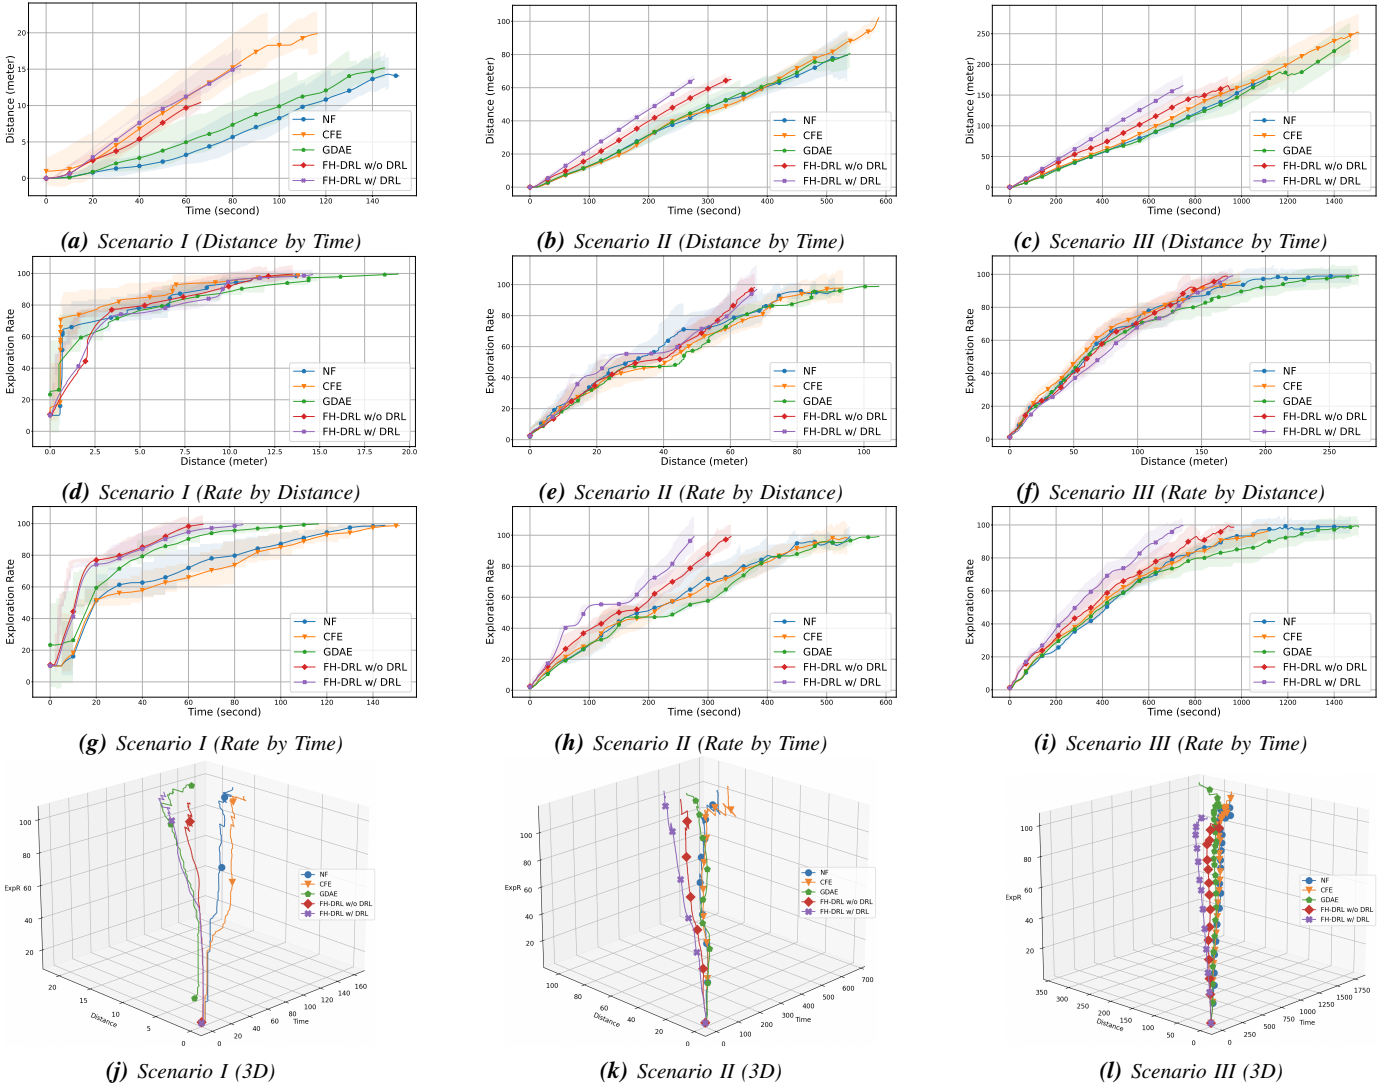 Distance (meter)
20
15
10
5
0
NF
CFE
GDAE
FH-DRL w/o DRL
FH-DRL w/ DRL
0 20 40 60 80 100 120 140
Time (second)
(a) Scenario I (Distance by Time)
Distance (meter)
100
80
60
40
20
0
NF
CFE
GDAE
FH-DRL w/o DRL
FH-DRL w/ DRL
0 100 200 300 400 500 600
Time (second)
(b) Scenario II (Distance by Time)
Distance (meter)
250
200
150
100
50
0
NF
CFE
GDAE
FH-DRL w/o DRL
FH-DRL w/ DRL
0 200 400 600 800 1000 1200 1400
Time (second)
(c) Scenario III (Distance by Time)
Exploration Rate
100
80
60
40
20
0
NF
CFE
GDAE
FH-DRL w/o DRL
FH-DRL w/ DRL
0.0 2.5 5.0 7.5 10.0 12.5 15.0 17.5 20.0
Distance (meter)
(d) Scenario I (Rate by Distance)
Exploration Rate
100
80
60
40
20
0
NF
CFE
GDAE
FH-DRL w/o DRL
FH-DRL w/ DRL
0 20 40 60 80 100
Distance (meter)
(e) Scenario II (Rate by Distance)
Exploration Rate
100
80
60
40
20
0
NF
CFE
GDAE
FH-DRL w/o DRL
FH-DRL w/ DRL
0 50 100 150 200 250
Distance (meter)
(f) Scenario III (Rate by Distance)
Exploration Rate
100
80
60
40
20
0
NF
CFE
GDAE
FH-DRL w/o DRL
FH-DRL w/ DRL
0 20 40 60 80 100 120 140
Time (second)
(g) Scenario I (Rate by Time)
Exploration Rate
100
80
60
40
20
0
NF
CFE
GDAE
FH-DRL w/o DRL
FH-DRL w/ DRL
0 100 200 300 400 500 600
Time (second)
(h) Scenario II (Rate by Time)
Exploration Rate
100
80
60
40
20
0
NF
CFE
GDAE
FH-DRL w/o DRL
FH-DRL w/ DRL
0 200 400 600 800 1000 1200 1400
Time (second)
(i) Scenario III (Rate by Time)
100
80
ExpR 60
40
20
NF
CFE
GDAE
FH-DRL w/o DRL
FH-DRL w/ DRL
20 15 10 5 0
Distance
0 20 40 60 80 100 120 140 160
Time
(j) Scenario I (3D)
100
80
ExpR 60
40
20
NF
CFE
GDAE
FH-DRL w/o DRL
FH-DRL w/ DRL
100 80 60 40 20 0
Distance
0 100 200 300 400 500 600 700
Time
(k) Scenario II (3D)
100
80
ExpR 60
40
20
NF
CFE
GDAE
FH-DRL w/o DRL
FH-DRL w/ DRL
350 300 250 200 150 100 50 0
Distance
0 250 500 750 1000 1250 1500 1750
Time
(l) Scenario III (3D)